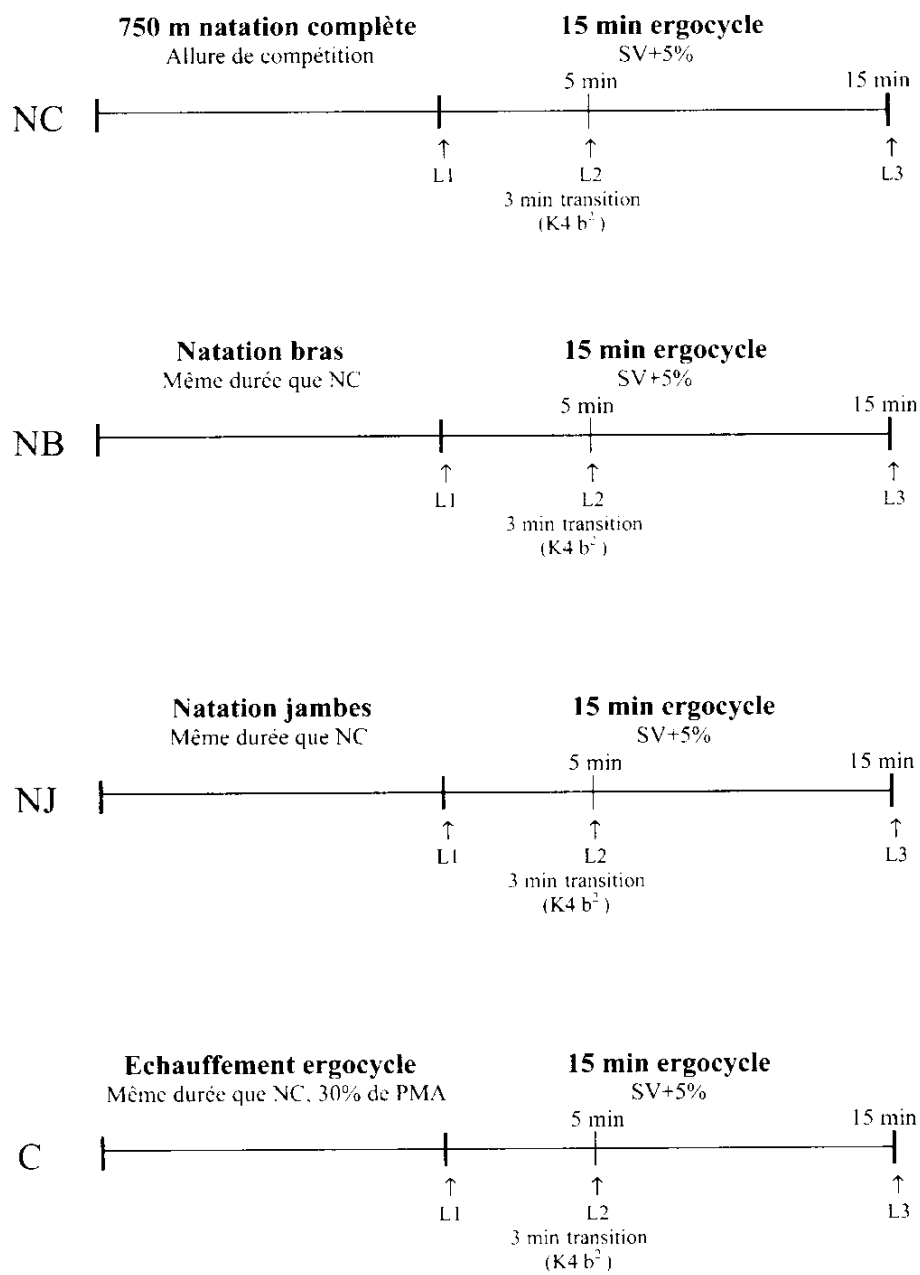 750 m natation complète 15 min ergocycle
Allure de compétition SV+5%
5 min 15 min
NC
↑ ↑ ↑
L1 L2 L3
3 min transition
(K4 b²)
Natation bras 15 min ergocycle
Même durée que NC SV+5%
5 min 15 min
NB
↑ ↑ ↑
L1 L2 L3
3 min transition
(K4 b²)
Natation jambes 15 min ergocycle
Même durée que NC SV+5%
5 min 15 min
NJ
↑ ↑ ↑
L1 L2 L3
3 min transition
(K4 b²)
Echauffement ergocycle 15 min ergocycle
Même durée que NC, 30% de PMA SV+5%
5 min 15 min
C
↑ ↑ ↑
L1 L2 L3
3 min transition
(K4 b²)